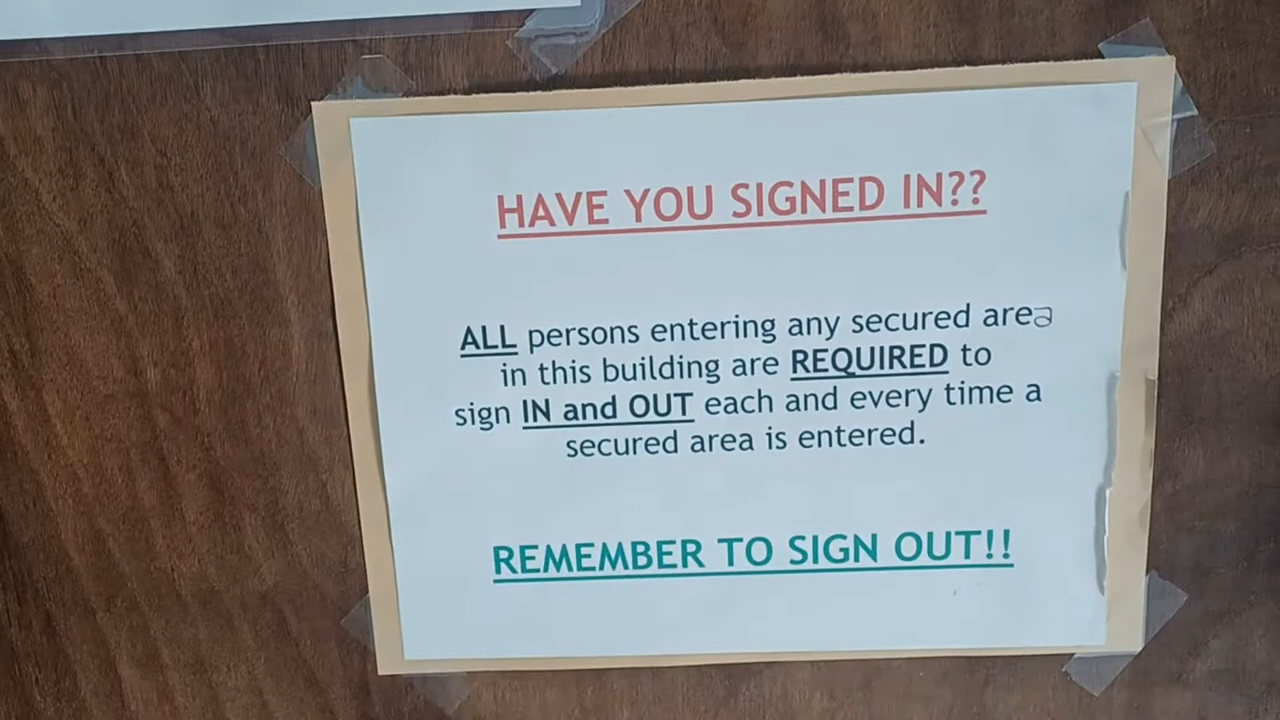 HAVE YOU SIGNED IN??
ALL persons entering any secured area
in this building are REQUIRED to
sign IN and OUT each and every time a
secured area is entered.
REMEMBER TO SIGN OUT!!